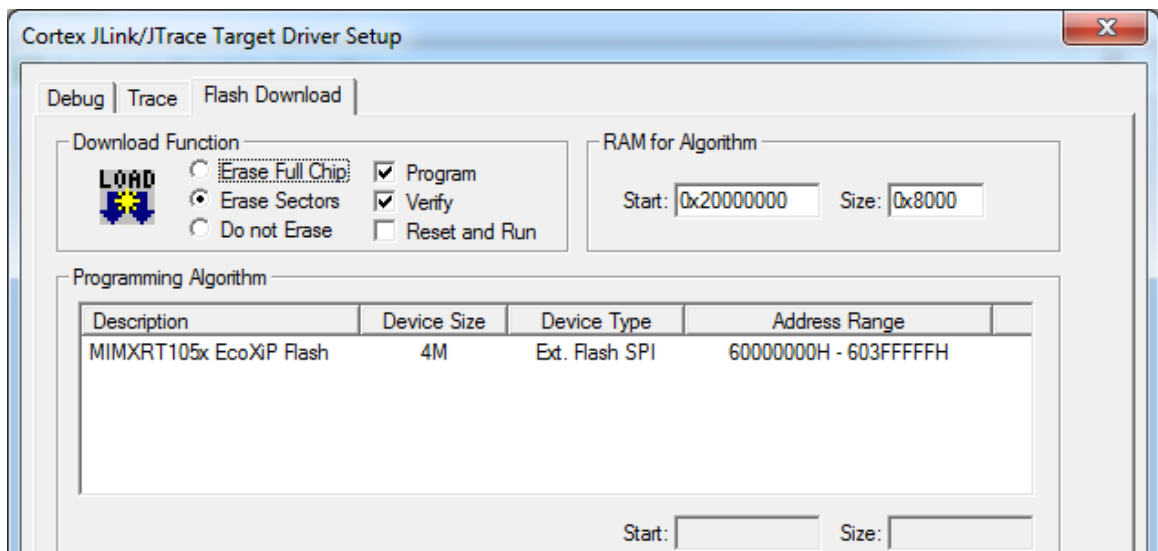 Cortex JLink/JTrace Target Driver Setup
Debug Trace Flash Download
Download Function
LOAD
Erase Full Chip
Erase Sectors
Do not Erase
Program
Verify
Reset and Run
RAM for Algorithm
Start: 0x20000000 Size: 0x8000
Programming Algorithm
Description Device Size Device Type Address Range
MIMXRT105x EcoXiP Flash 4M Ext. Flash SPI 60000000H - 603FFFFFH
Start: Size: